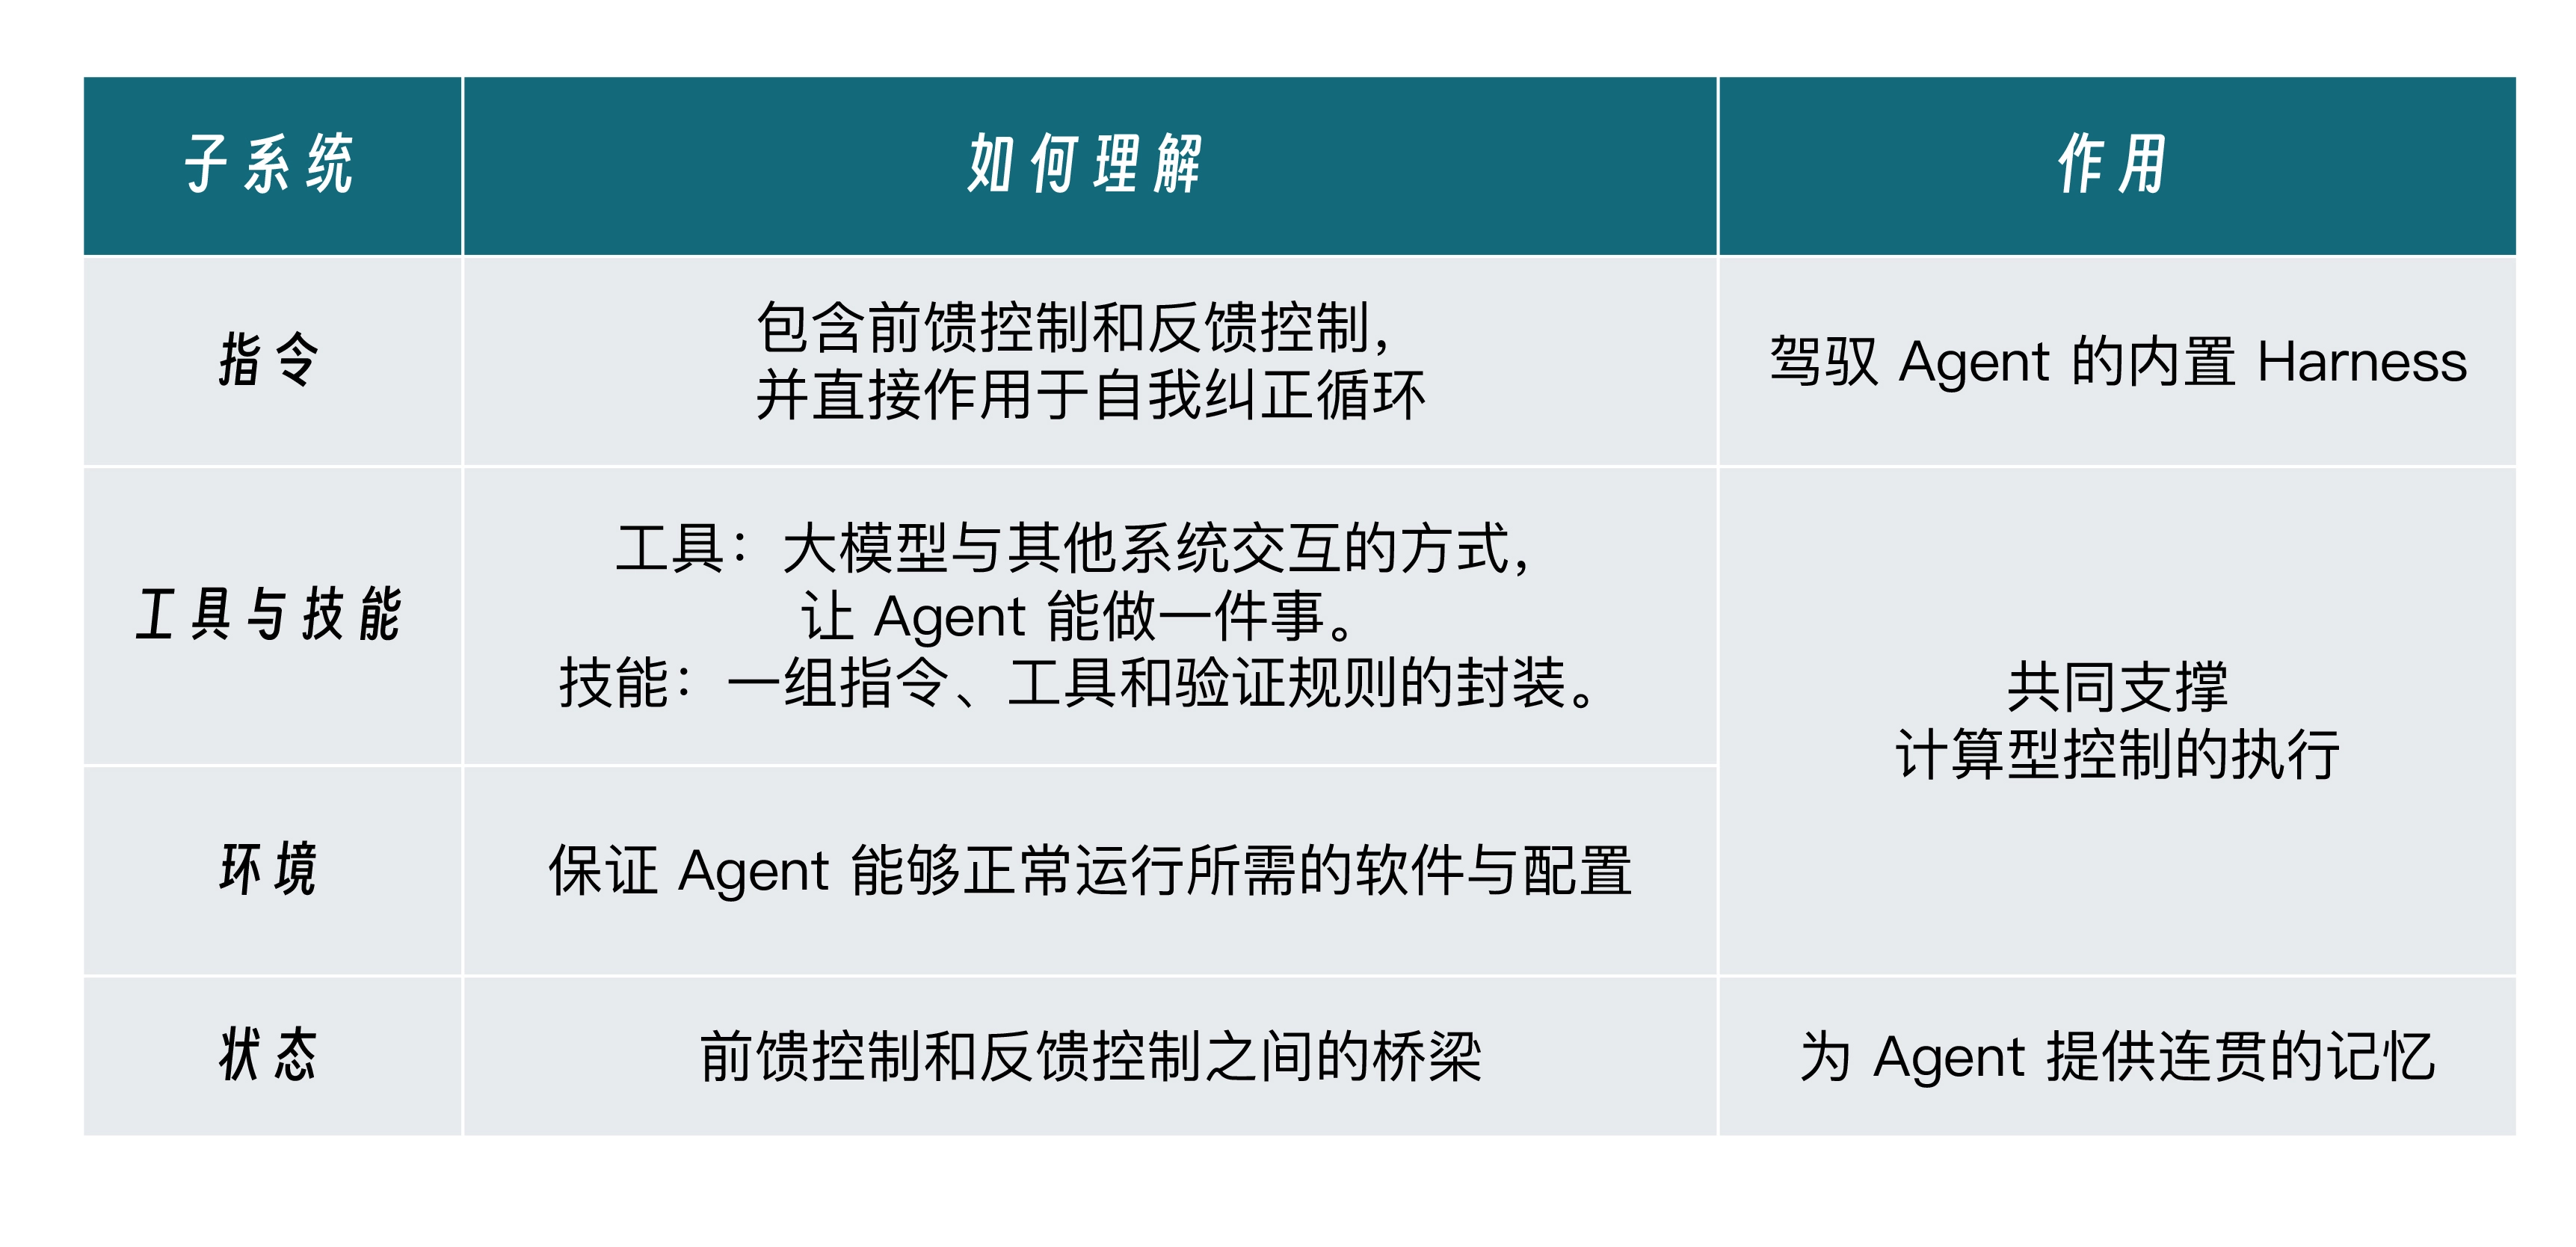 子系统
如何理解
作用
指令
包含前馈控制和反馈控制，
并直接作用于自我纠正循环
驾驭 Agent 的内置 Harness
工具与技能
工具：大模型与其他系统交互的方式，
让 Agent 能做一件事。
技能：一组指令、工具和验证规则的封装。
共同支撑
计算型控制的执行
环境
保证 Agent 能够正常运行所需的软件与配置
状态
前馈控制和反馈控制之间的桥梁
为 Agent 提供连贯的记忆